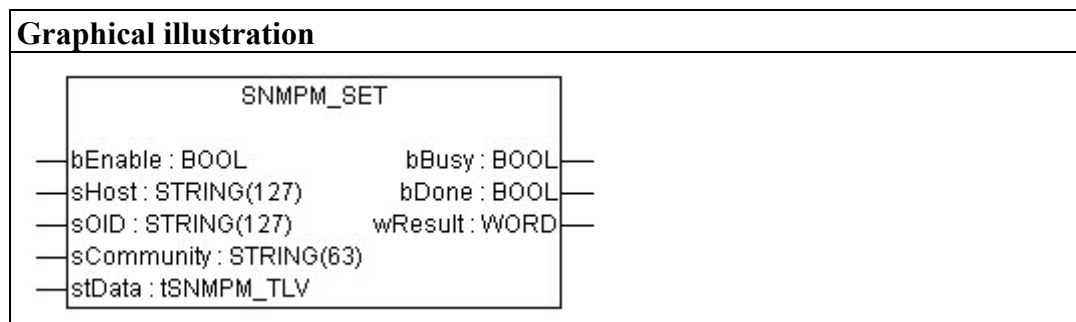 Graphical illustration
SNMPM_SET
bEnable : BOOL bBusy : BOOL
sHost : STRING(127) bDone : BOOL
sOID : STRING(127) wResult : WORD
sCommunity : STRING(63)
stData : tSNMPM_TLV